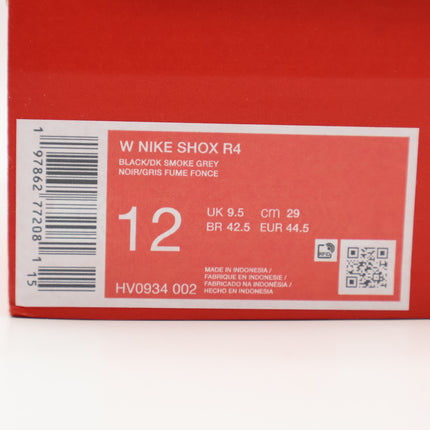 W NIKE SHOX R4
BLACK/DK SMOKE GREY
NOIR/GRIS FUME FONCE
12
UK 9.5 cm 29
BR 42.5 EUR 44.5
MADE IN INDONESIA /
FABRIQUE EN INDONESIE /
FABRICADO NA INDONÉSIA /
HECHO EN INDONESIA
HV0934 002
1 97862 77208 1 15